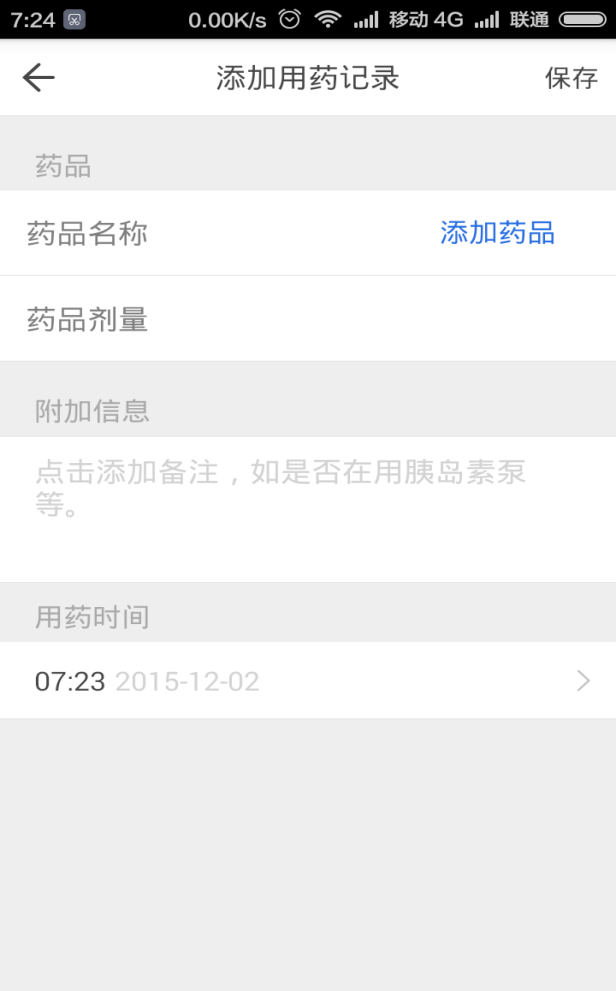 7:24 0.00K/s 移动 4G 联通
添加用药记录 保存
药品
药品名称 添加药品
药品剂量
附加信息
点击添加备注，如是否在用胰岛素泵
等。
用药时间
07:23 2015-12-02